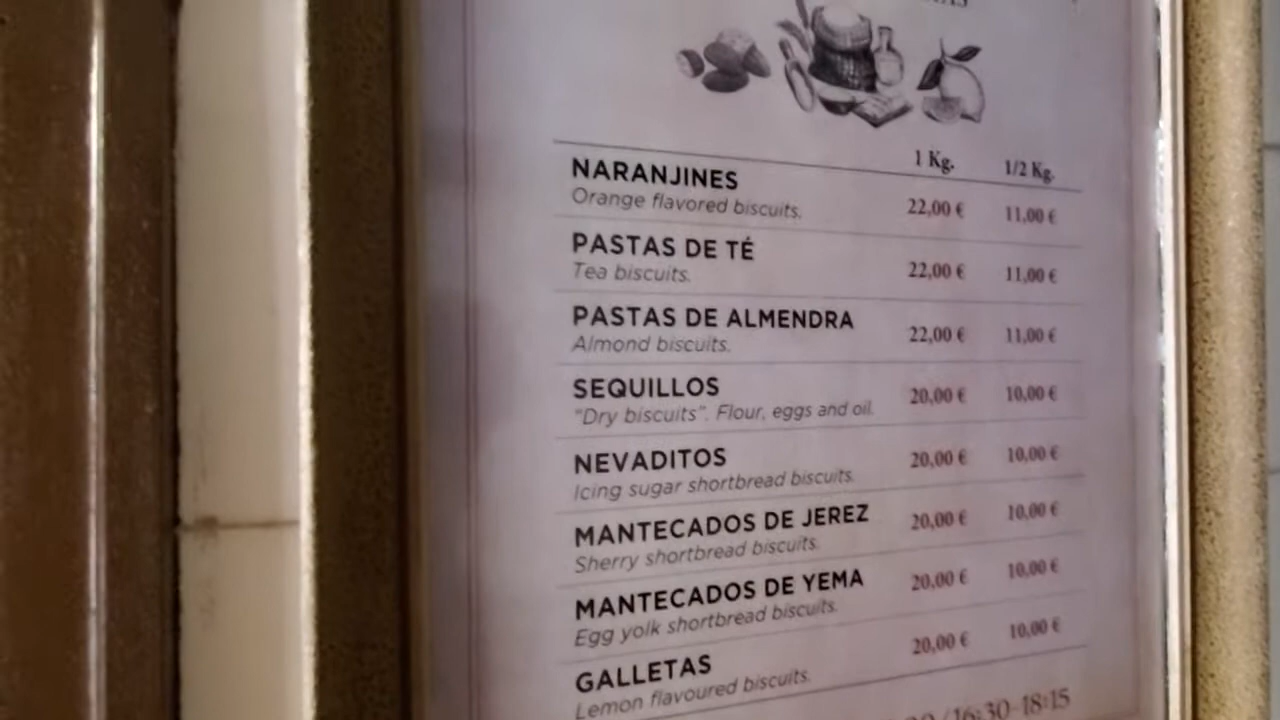 1 Kg. 1/2 Kg.
NARANJINES
Orange flavored biscuits. 22,00 € 11,00 €
PASTAS DE TÉ
Tea biscuits. 22,00 € 11,00 €
PASTAS DE ALMENDRA
Almond biscuits. 22,00 € 11,00 €
SEQUILLOS
"Dry biscuits". Flour, eggs and oil. 20,00 € 10,00 €
NEVADITOS
Icing sugar shortbread biscuits. 20,00 € 10,00 €
MANTECADOS DE JEREZ
Sherry shortbread biscuits. 20,00 € 10,00 €
MANTECADOS DE YEMA
Egg yolk shortbread biscuits. 20,00 € 10,00 €
GALLETAS
Lemon flavoured biscuits. 20,00 € 10,00 €
16:30-18:15